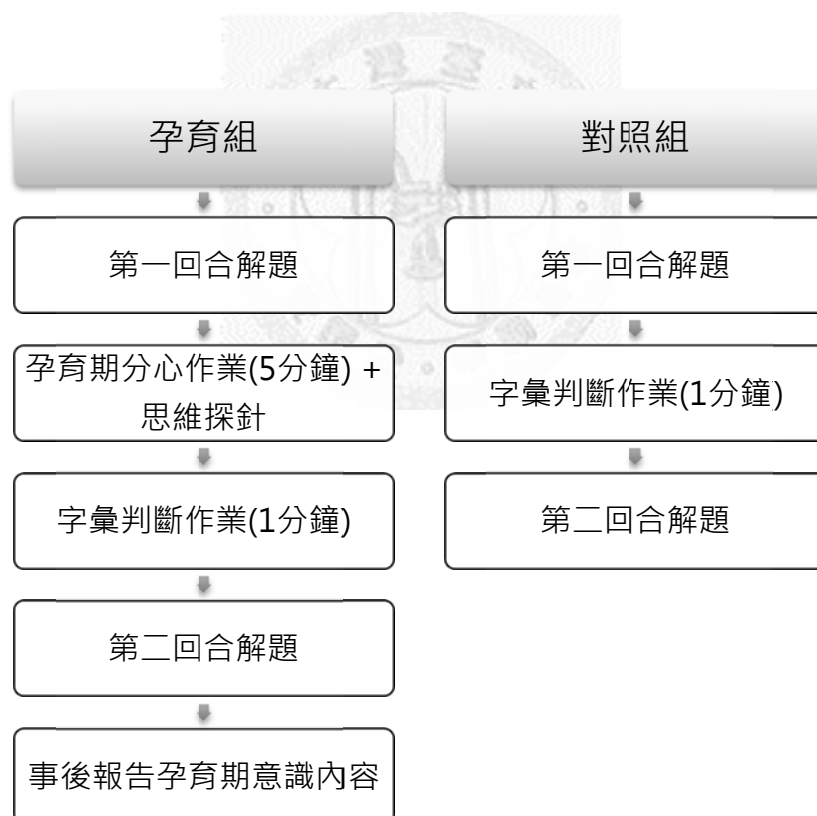 孕育組
第一回合解題
孕育期分心作業(5分鐘) +
思維探針
字彙判斷作業(1分鐘)
第二回合解題
事後報告孕育期意識內容
對照組
第一回合解題
字彙判斷作業(1分鐘)
第二回合解題